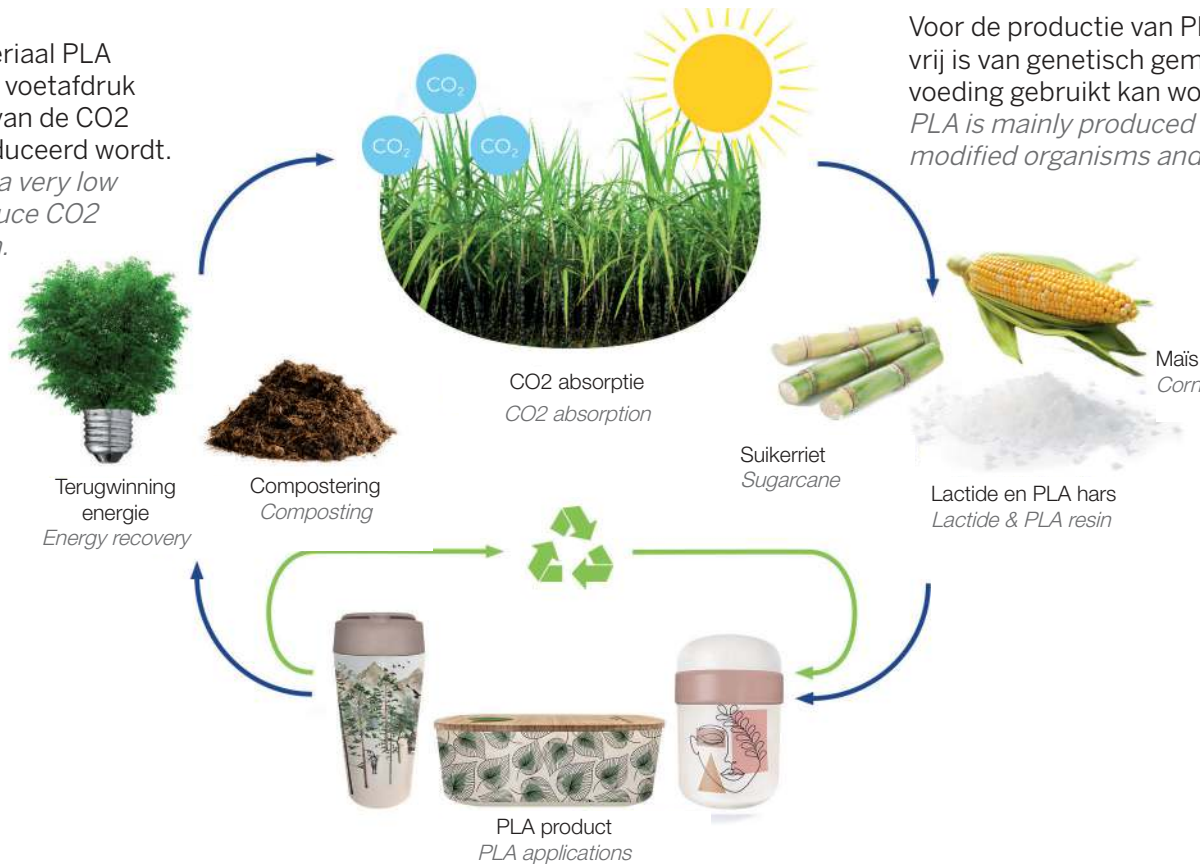 eriaal PLA
voetafdruk
van de CO2
duceerd wordt.
a very low
uce CO2
Voor de productie van
vrij is van genetisch
voeding gebruikt kan
PLA is mainly produced
modified organisms and
CO2
CO2
CO2
CO2 absorptie
CO2 absorption
Maïs
Corn
Suikerriet
Sugarcane
Lactide en PLA hars
Lactide & PLA resin
Terugwinning
energie
Energy recovery
Compostering
Composting
PLA product
PLA applications